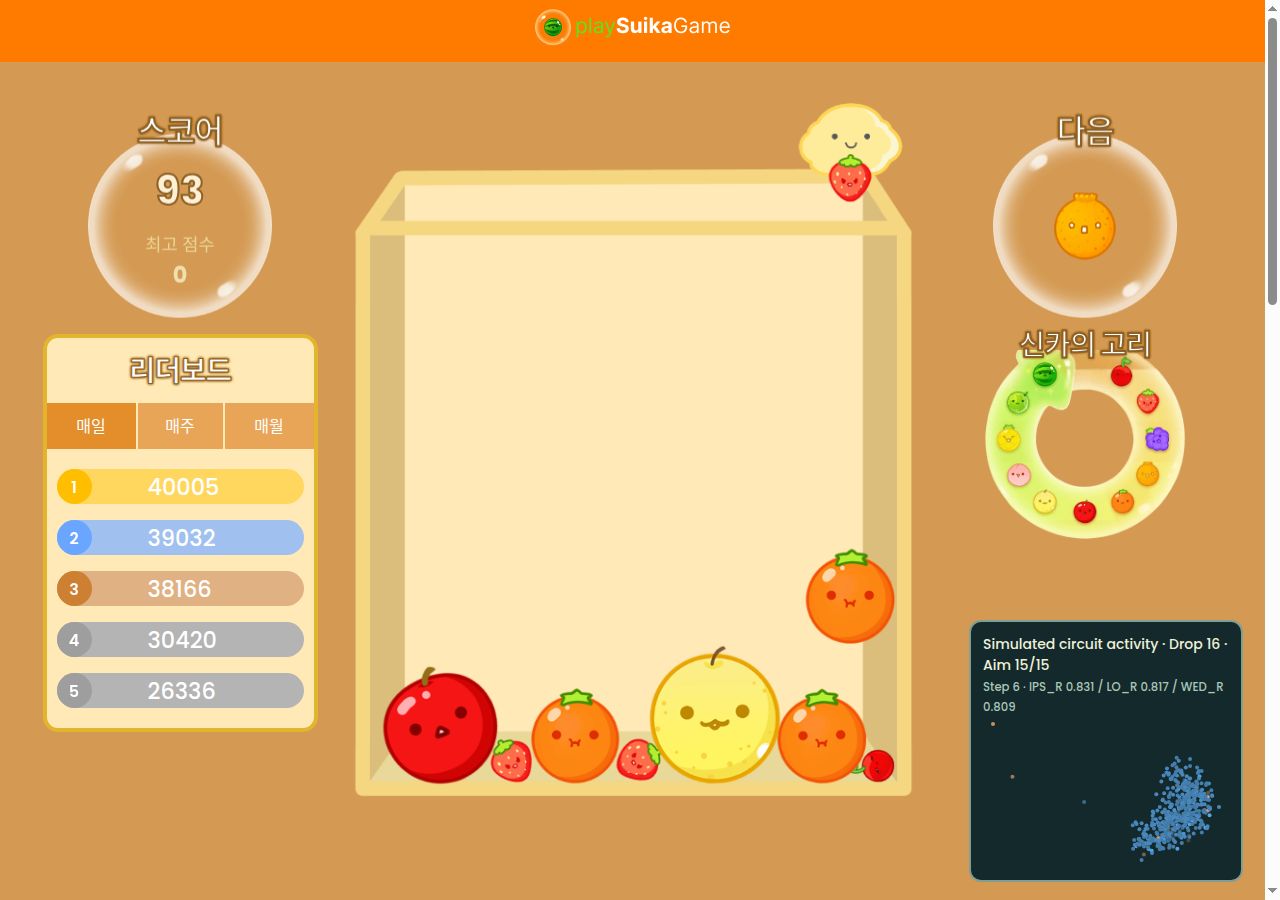 playSuikaGame
스코어
93
최고 점수
0
다음
신카의 고리
리더보드
매일 매주 매월
1 40005
2 39032
3 38166
4 30420
5 26336
Simulated circuit activity · Drop 16 ·
Aim 15/15
Step 6 · IPS_R 0.831 / LO_R 0.817 / WED_R
0.809